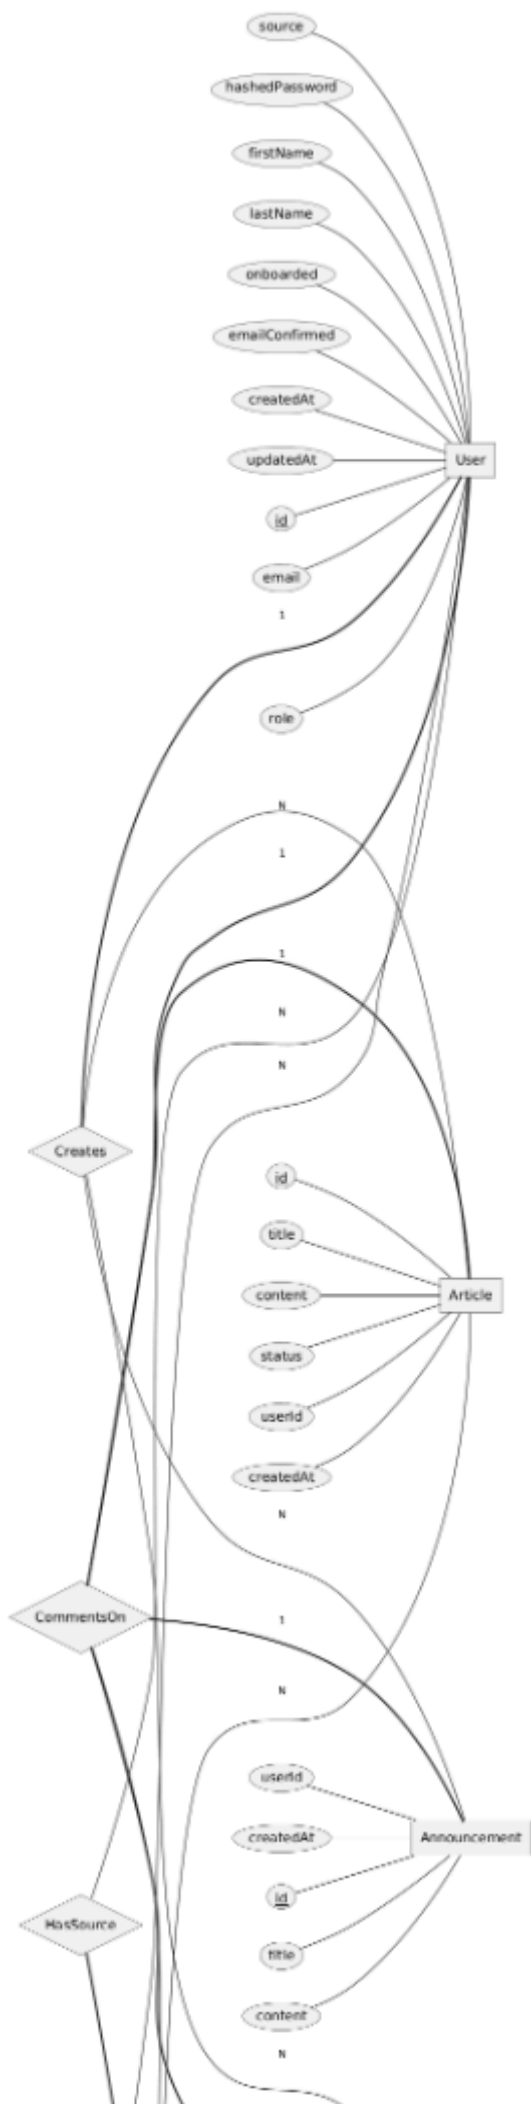 source
hashedPassword
firstName
lastName
onboarded
emailConfirmed
createdAt
updatedAt
User
id
email
1
role
N
1
1
N
N
Creates
id
title
content
Article
status
userId
createdAt
N
CommentsOn
1
N
userId
createdAt
Announcement
id
HasSource
title
content
N